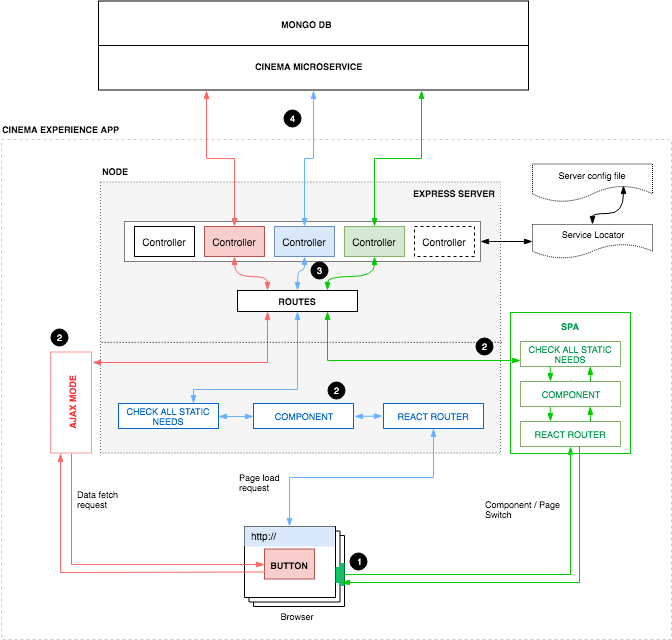 MONGO DB
CINEMA MICROSERVICE
4
CINEMA EXPERIENCE APP
NODE
EXPRESS SERVER
Server config file
Service Locator
Controller
Controller
Controller
Controller
Controller
3
ROUTES
2
2
SPA
CHECK ALL STATIC
NEEDS
COMPONENT
REACT ROUTER
AJAX MODE
2
CHECK ALL STATIC
NEEDS
COMPONENT
REACT ROUTER
Data fetch
request
Page load
request
Component / Page
Switch
http://
BUTTON
1
Browser